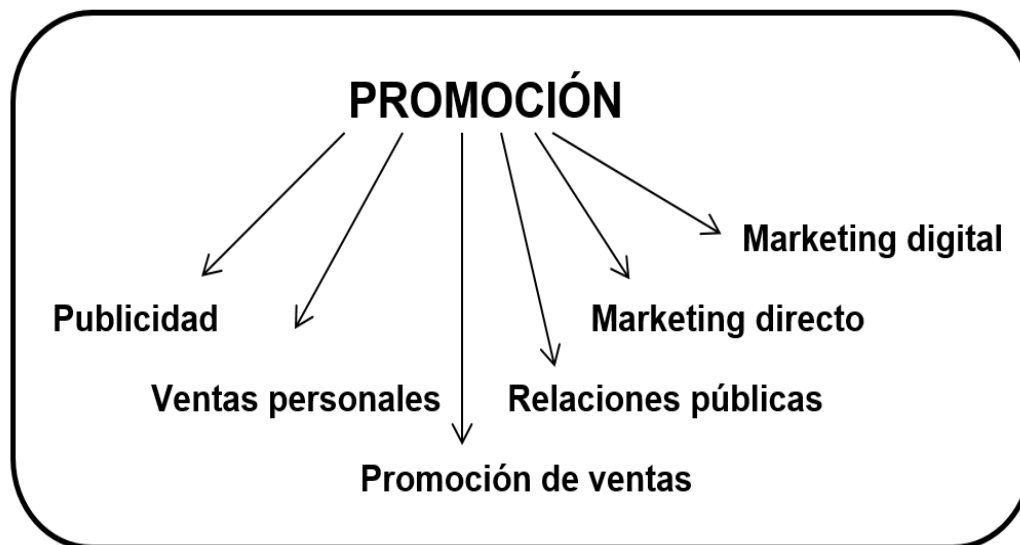 PROMOCIÓN
Marketing digital
Publicidad
Marketing directo
Ventas personales
Relaciones públicas
Promoción de ventas